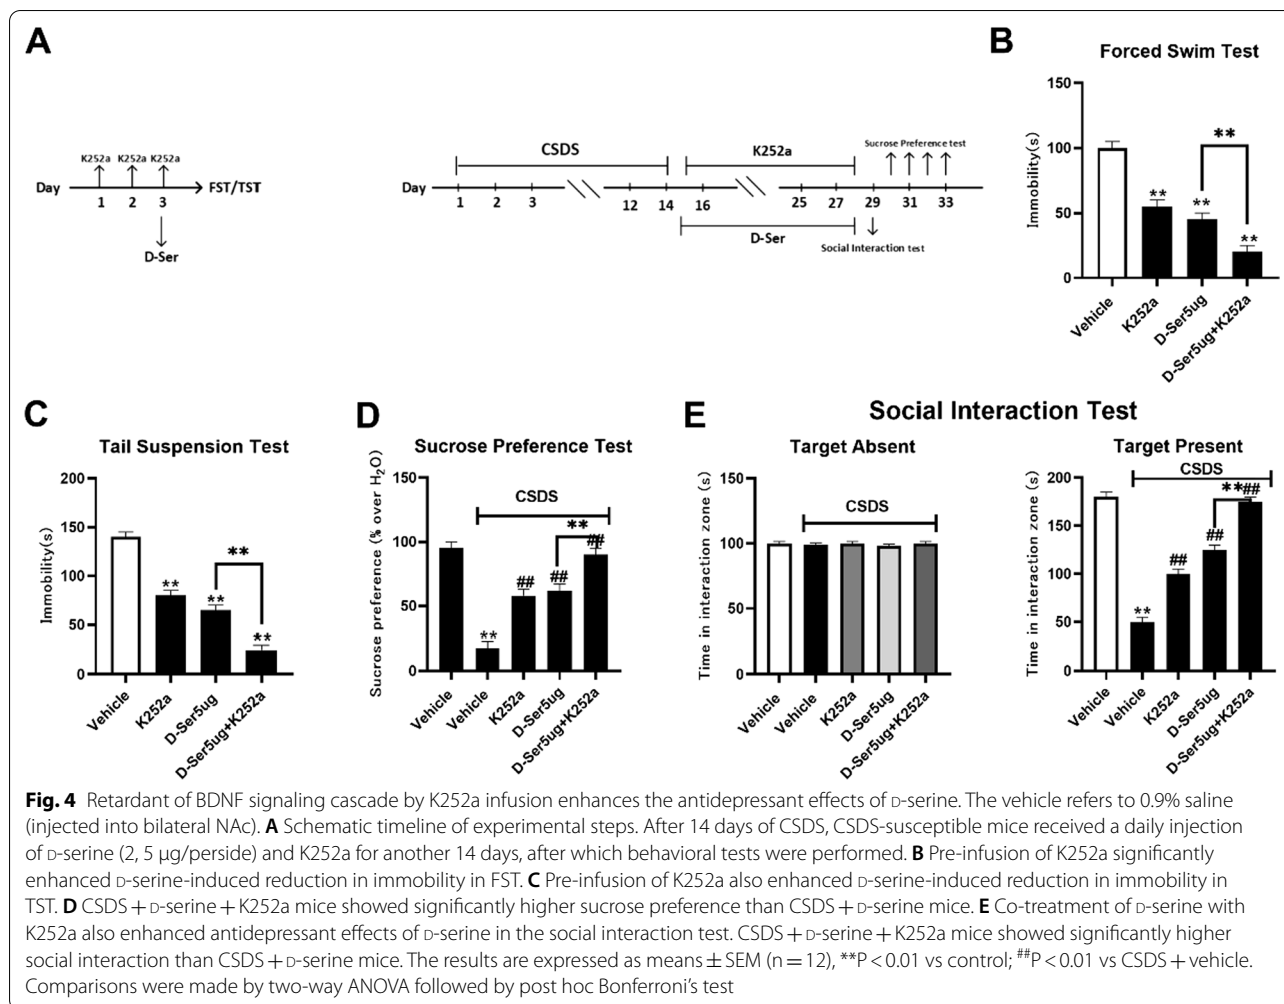 A
K252a K252a K252a
Day
1 2 3
FST/TST
D-Ser
CSDS
K252a
Sucrose Preference test
Day
1 2 3 12 14 16 25 27 29 31 33
D-Ser
Social Interaction test
B
Forced Swim Test
Immobility(s)
150
100
50
0
**
** ** **
Vehicle
K252a
D-Ser5ug
D-Ser5ug+K252a
C
Tail Suspension Test
Immobility(s)
200
150
100
50
0
**
** ** **
Vehicle
K252a
D-Ser5ug
D-Ser5ug+K252a
D
Sucrose Preference Test
Sucrose preference (% over H2O)
150
100
50
0
CSDS
**
** ## ## ##
Vehicle
Vehicle
K252a
D-Ser5ug
D-Ser5ug+K252a
E
Social Interaction Test
Target Absent
Time in interaction zone (s)
150
100
50
0
CSDS
Vehicle
Vehicle
K252a
D-Ser5ug
D-Ser5ug+K252a
Target Present
Time in interaction zone (s)
200
150
100
50
0
CSDS
**
** ## ## ##
Vehicle
Vehicle
K252a
D-Ser5ug
D-Ser5ug+K252a
Fig. 4 Retardant of BDNF signaling cascade by K252a infusion enhances the antidepressant effects of D-serine. The vehicle refers to 0.9% saline
(injected into bilateral NAc). A Schematic timeline of experimental steps. After 14 days of CSDS, CSDS-susceptible mice received a daily injection
of D-serine (2, 5 μg/perside) and K252a for another 14 days, after which behavioral tests were performed. B Pre-infusion of K252a significantly
enhanced D-serine-induced reduction in immobility in FST. C Pre-infusion of K252a also enhanced D-serine-induced reduction in immobility in
TST. D CSDS + D-serine + K252a mice showed significantly higher sucrose preference than CSDS + D-serine mice. E Co-treatment of D-serine with
K252a also enhanced antidepressant effects of D-serine in the social interaction test. CSDS + D-serine + K252a mice showed significantly higher
social interaction than CSDS + D-serine mice. The results are expressed as means ± SEM (n = 12), **P < 0.01 vs control; ##P < 0.01 vs CSDS + vehicle.
Comparisons were made by two-way ANOVA followed by post hoc Bonferroni's test